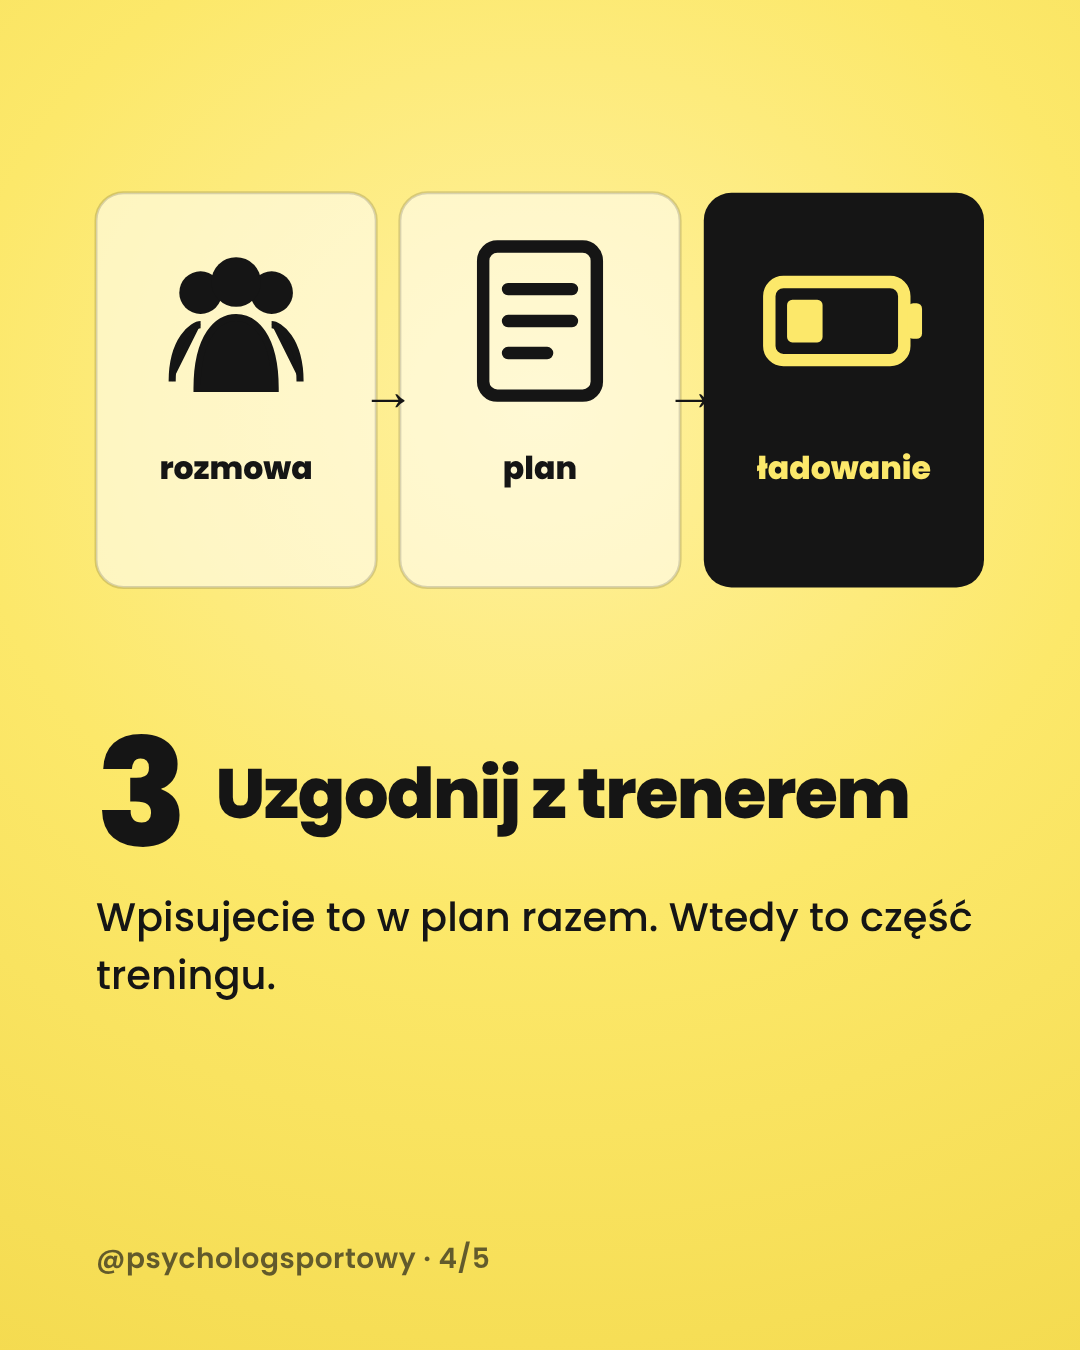 rozmowa → plan → ładowanie
3 Uzgodnij z trenerem
Wpisujecie to w plan razem. Wtedy to część
treningu.
@psychologsportowy · 4/5